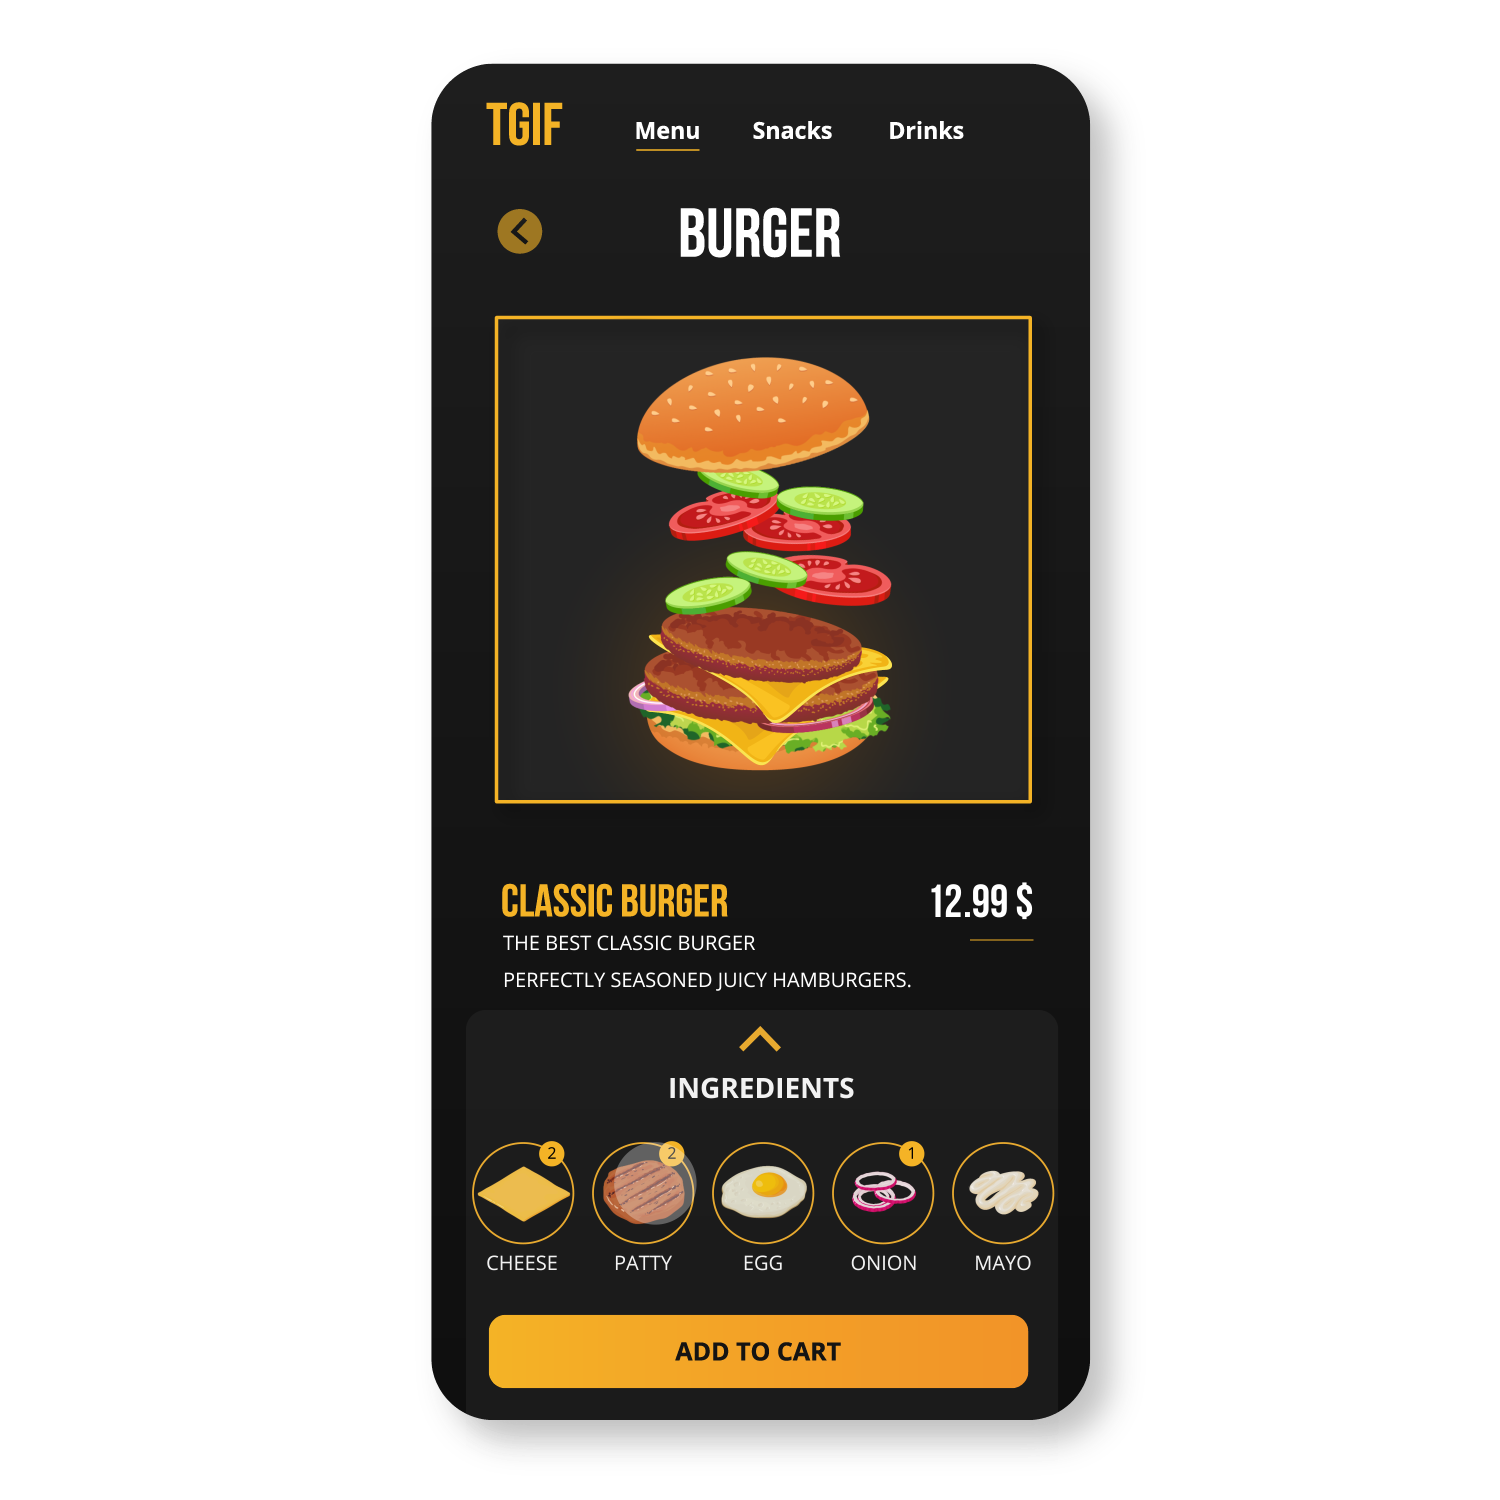 TGIF
Menu Snacks Drinks
BURGER
CLASSIC BURGER
12.99 $
THE BEST CLASSIC BURGER
PERFECTLY SEASONED JUICY HAMBURGERS.
INGREDIENTS
2 2 1
CHEESE PATTY EGG ONION MAYO
ADD TO CART